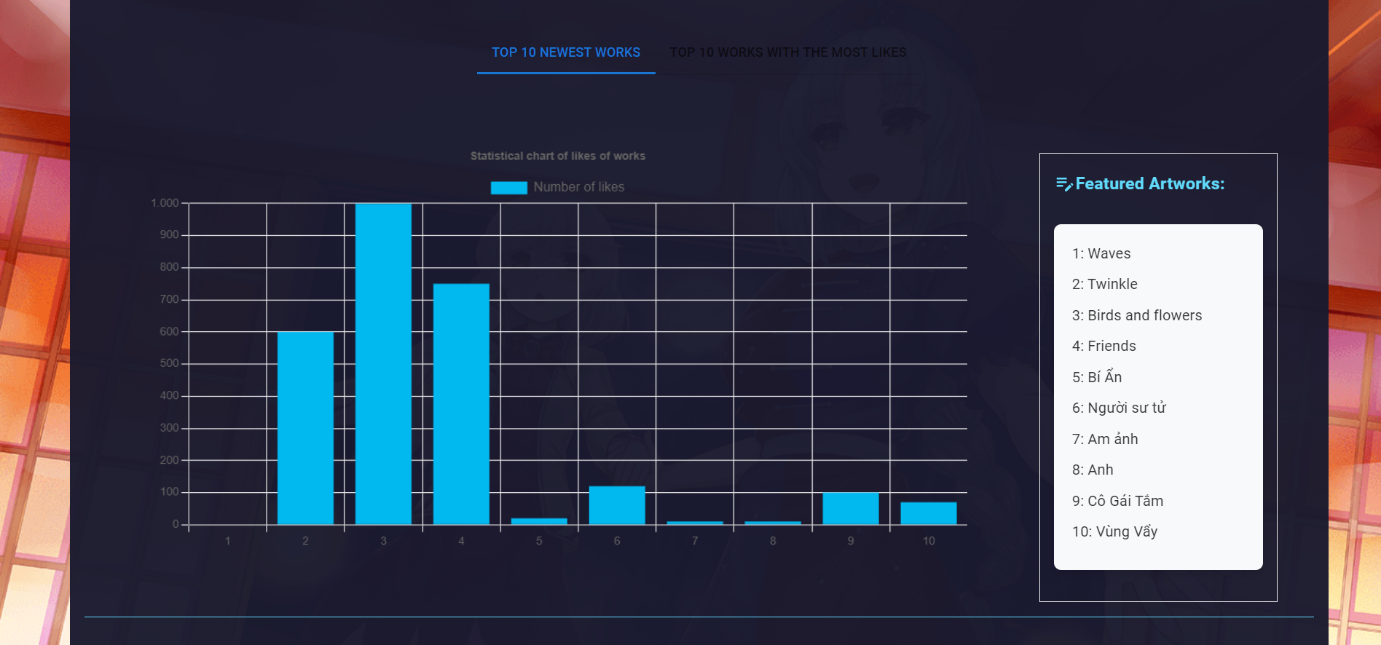 TOP 10 NEWEST WORKS
TOP 10 WORKS WITH THE MOST LIKES
Statistical chart of likes of works
Number of likes
1.000
900
800
700
600
500
400
300
200
100
0
1 2 3 4 5 6 7 8 9 10
Featured Artworks:
1: Waves
2: Twinkle
3: Birds and flowers
4: Friends
5: Bí Ẩn
6: Người sư tử
7: Am ảnh
8: Anh
9: Cô Gái Tắm
10: Vùng Vẩy